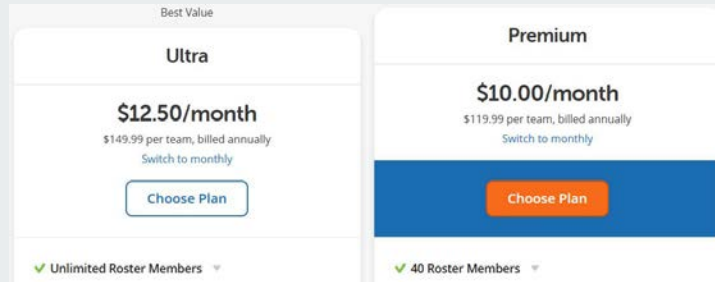 Best Value
Ultra
$12.50/month
$149.99 per team, billed annually
Switch to monthly
Choose Plan
Unlimited Roster Members
Premium
$10.00/month
$119.99 per team, billed annually
Switch to monthly
Choose Plan
40 Roster Members